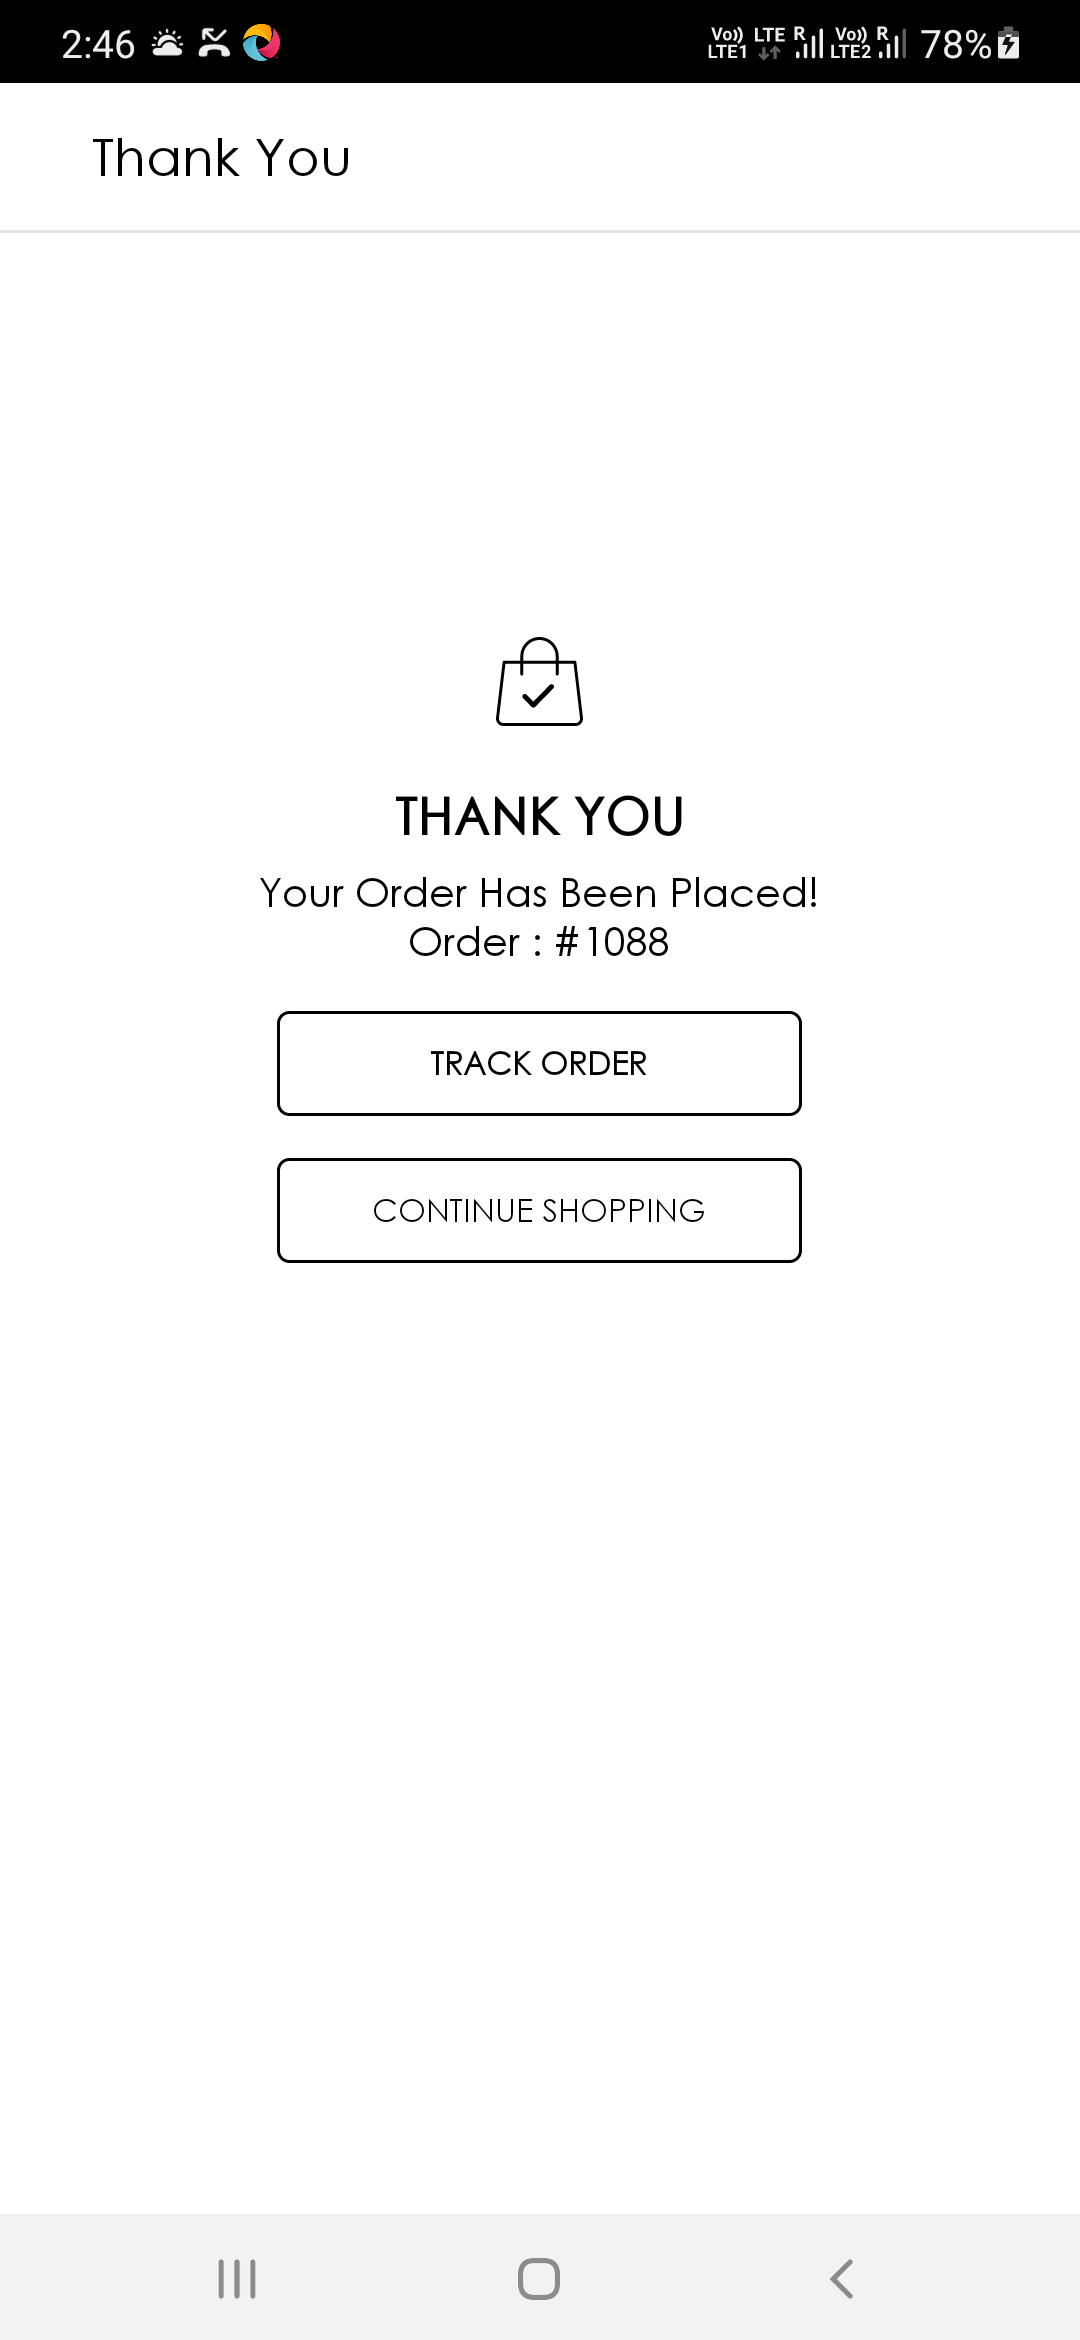 2:46 Vo)) LTE1 LTE R Vo)) LTE2 R 78%
Thank You
THANK YOU
Your Order Has Been Placed!
Order : #1088
TRACK ORDER
CONTINUE SHOPPING